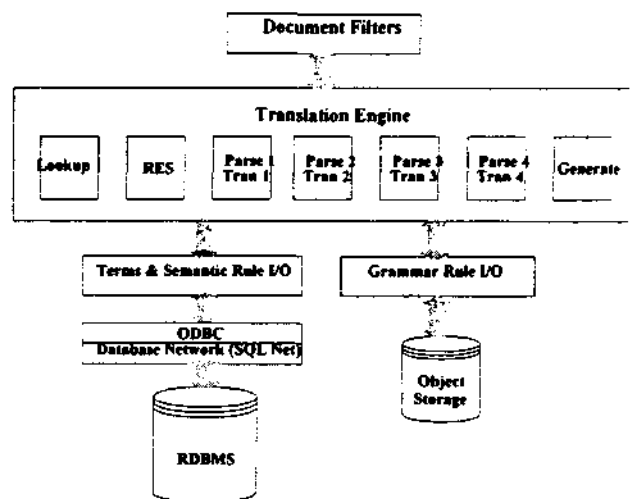 Document Filters
Translation Engine
Lookup
RES
Parse 1
Tran 1
Parse 2
Tran 2
Parse 3
Tran 3
Parse 4
Tran 4
Generate
Terms & Semantic Rule I/O
Grammar Rule I/O
ODBC
Database Network (SQL Net)
Object
Storage
RDBMS